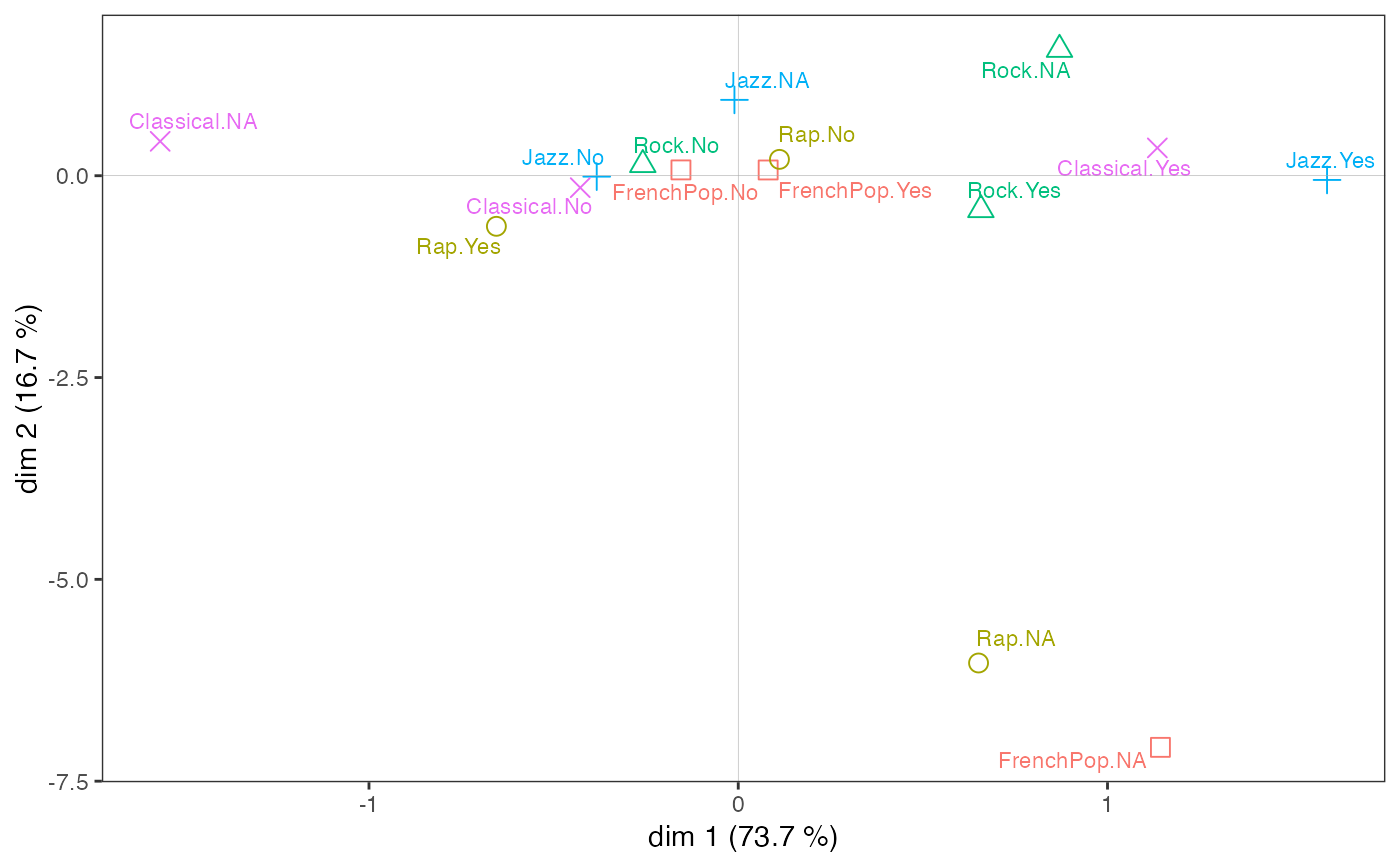 Rock.NA
Jazz.NA
Classical.NA
Rap.No
Rock.No
Jazz.No
Jazz.Yes
Classical.Yes
0.0
FrenchPop.No
FrenchPop.Yes
Rock.Yes
Classical.No
Rap.Yes
dim 2 (16.7 %)
-2.5
-5.0
Rap.NA
FrenchPop.NA
-7.5
-1
0
1
dim 1 (73.7 %)